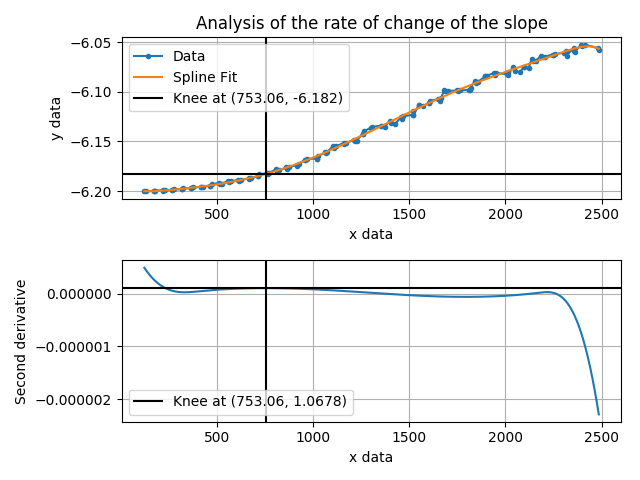 Analysis of the rate of change of the slope
y data
−6.05
−6.10
−6.15
−6.20
Data
Spline Fit
Knee at (753.06, -6.182)
500 1000 1500 2000 2500
x data
Second derivative
0.000000
−0.000001
−0.000002
Knee at (753.06, 1.0678)
500 1000 1500 2000 2500
x data